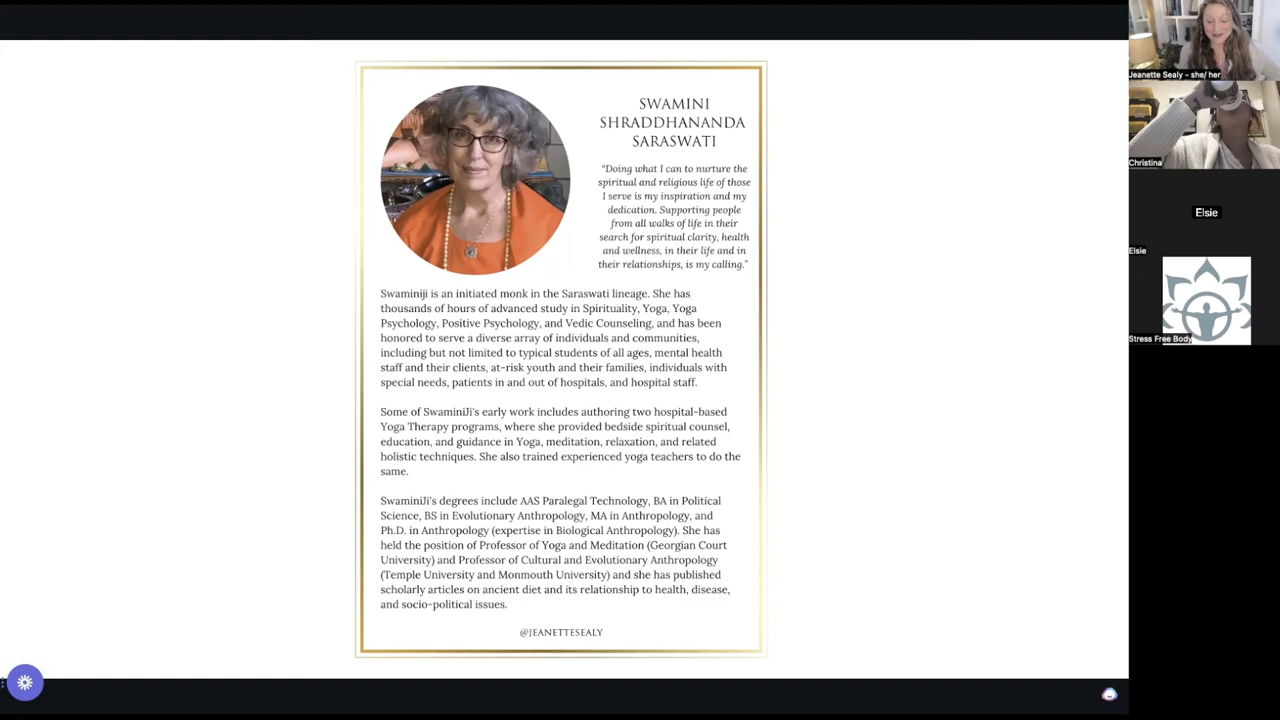 SWAMINI
SHRADDHANANDA
SARASWATI
"Doing what I can to nurture the
spiritual and religious life of those
I serve is my inspiration and my
dedication. Supporting people
from all walks of life in their
search for spiritual clarity, health
and wellness, in their life and in
their relationships, is my calling."
Swaminiji is an initiated monk in the Saraswati lineage. She has
thousands of hours of advanced study in Spirituality, Yoga, Yoga
Psychology, Positive Psychology, and Vedic Counseling, and has been
honored to serve a diverse array of individuals and communities,
including but not limited to typical students of all ages, mental health
staff and their clients, at-risk youth and their families, individuals with
special needs, patients in and out of hospitals, and hospital staff.
Some of SwaminiJi's early work includes authoring two hospital-based
Yoga Therapy programs, where she provided bedside spiritual counsel,
education, and guidance in Yoga, meditation, relaxation, and related
holistic techniques. She also trained experienced yoga teachers to do the
same.
SwaminiJi's degrees include AAS Paralegal Technology, BA in Political
Science, BS in Evolutionary Anthropology, MA in Anthropology, and
Ph.D. in Anthropology (expertise in Biological Anthropology). She has
held the position of Professor of Yoga and Meditation (Georgian Court
University) and Professor of Cultural and Evolutionary Anthropology
(Temple University and Monmouth University) and she has published
scholarly articles on ancient diet and its relationship to health, disease,
and socio-political issues.
@JEANETTESEALY
Jeanette Sealy - she/ her
Christina
Elsie
Elsie
Stress Free Body